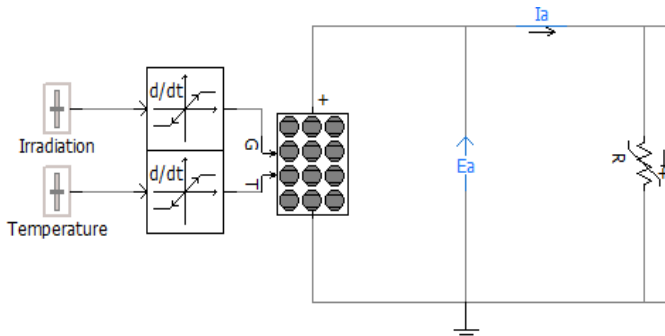 Ia
d/dt
+
Irradiation
G
Ea
R
+
d/dt
T
Temperature